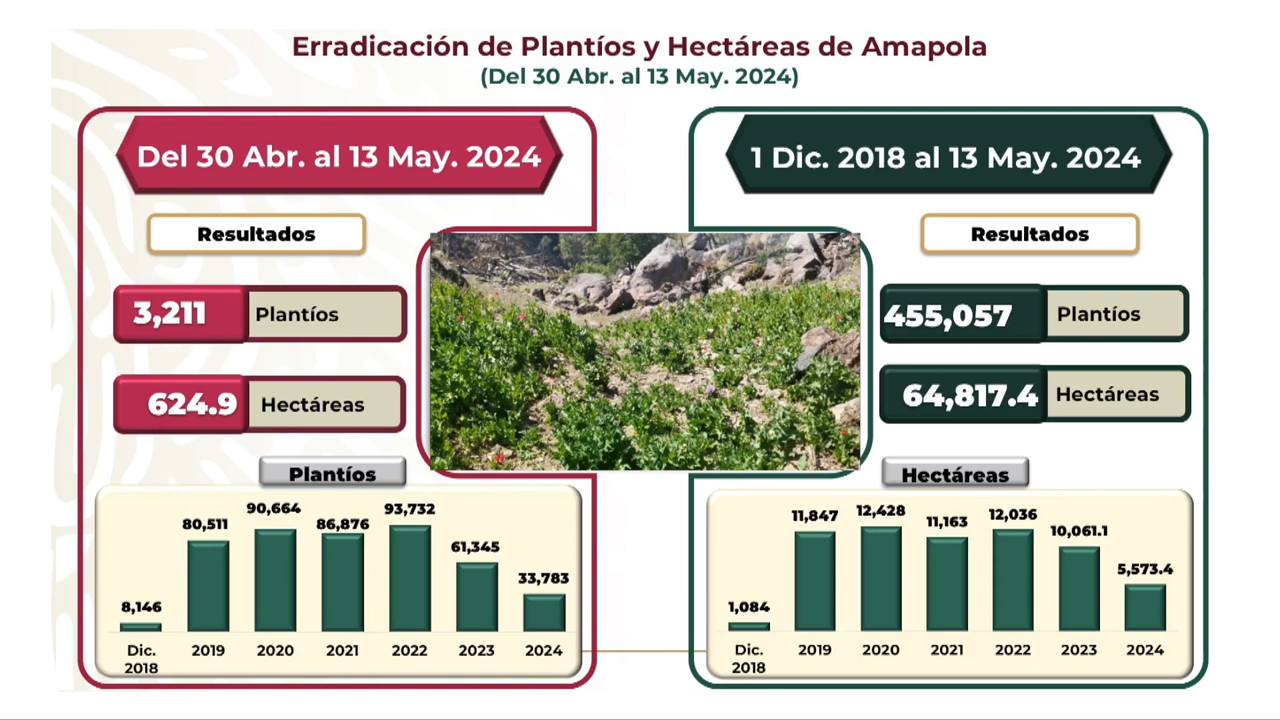 Erradicación de Plantíos y Hectáreas de Amapola
(Del 30 Abr. al 13 May. 2024)
Del 30 Abr. al 13 May. 2024
Resultados
3,211 Plantíos
624.9 Hectáreas
Plantíos
8,146
80,511
90,664
86,876
93,732
61,345
33,783
Dic. 2018
2019
2020
2021
2022
2023
2024
1 Dic. 2018 al 13 May. 2024
Resultados
455,057 Plantíos
64,817.4 Hectáreas
Hectáreas
1,084
11,847
12,428
11,163
12,036
10,061.1
5,573.4
Dic. 2018
2019
2020
2021
2022
2023
2024